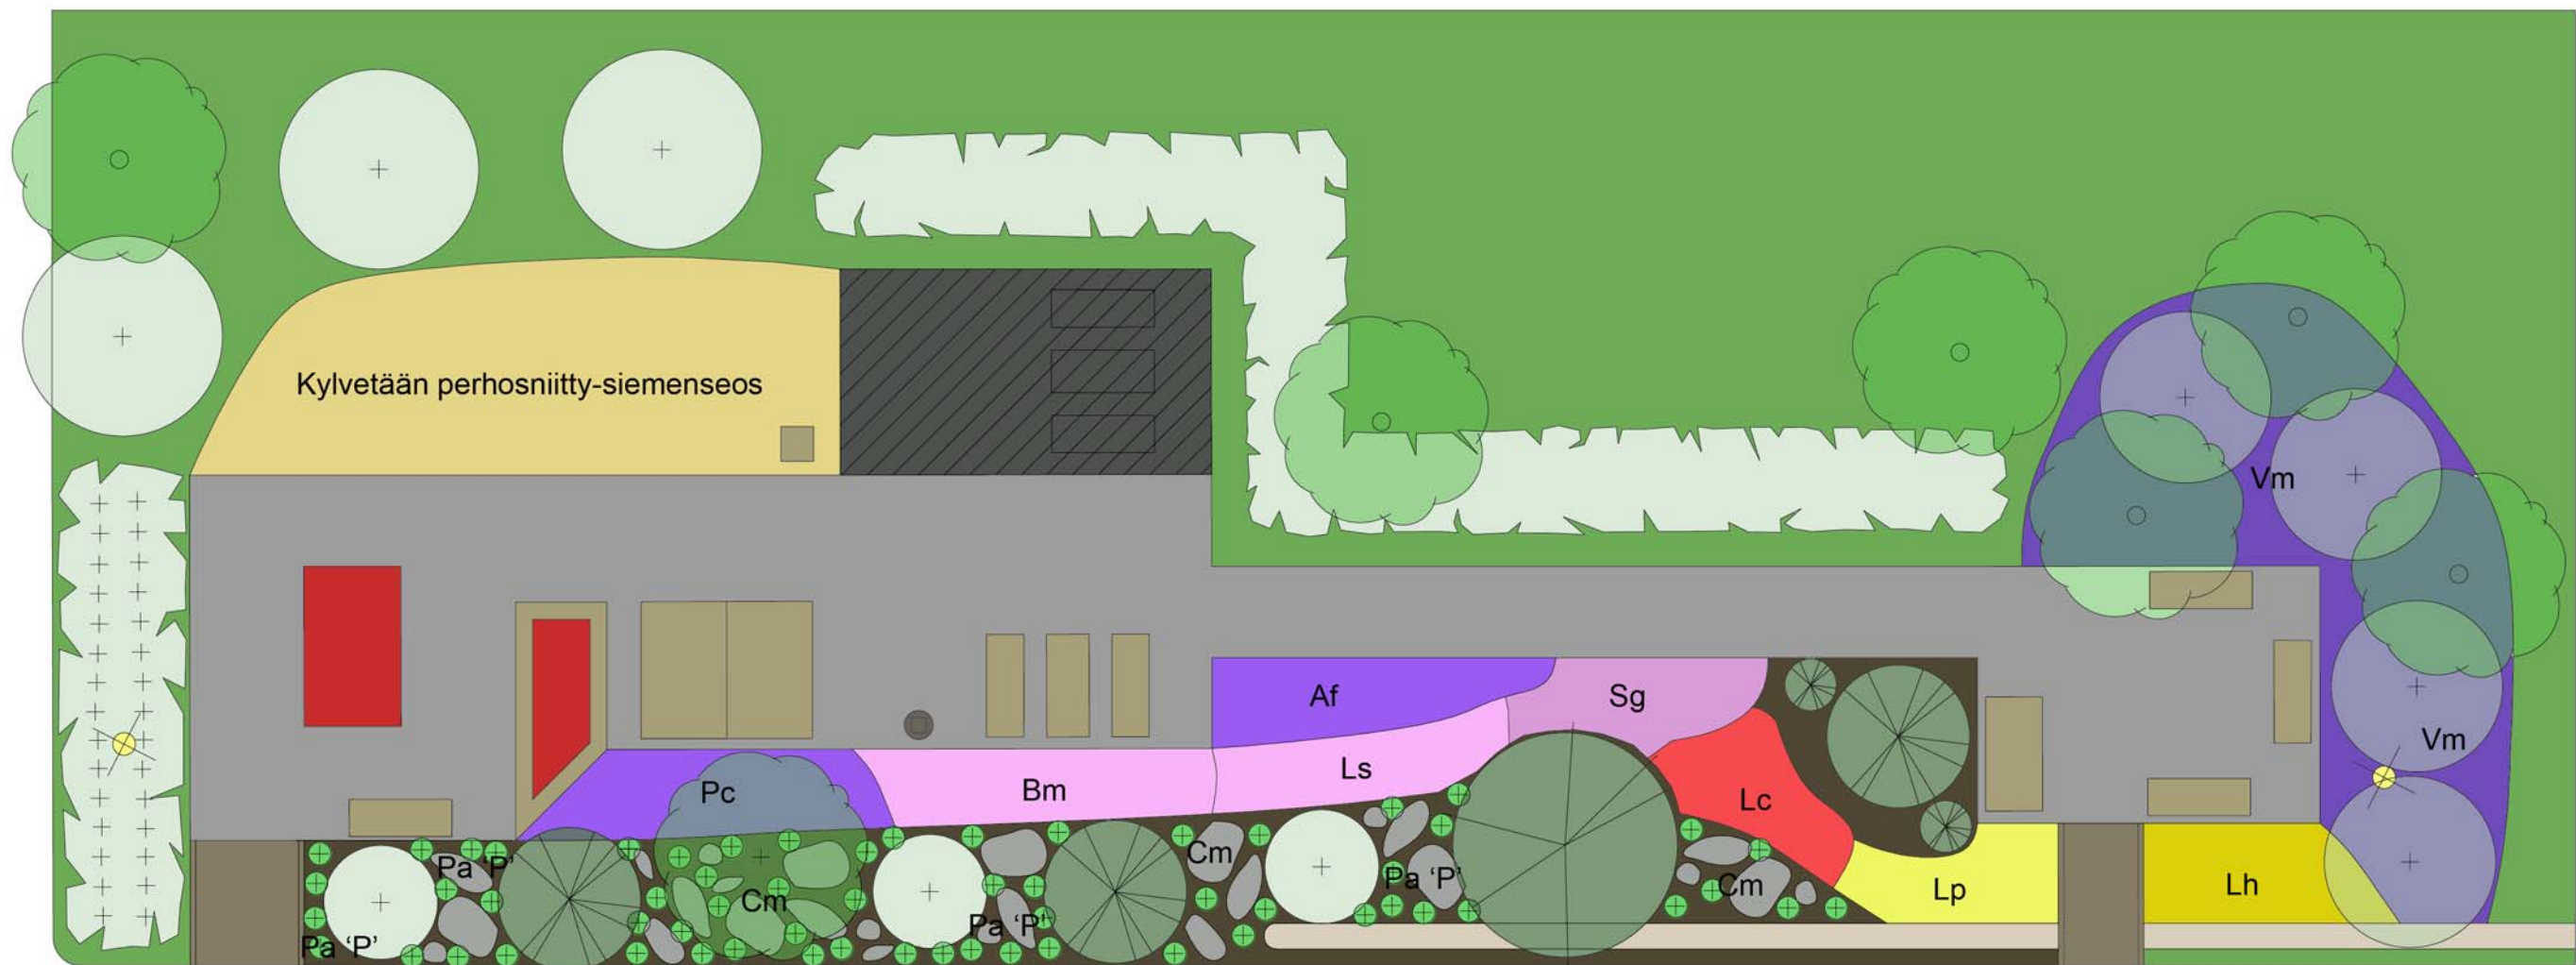 Kylvetään perhosniitty-siemenseos
Vm
Af
Sg
Vm
Pc
Bm
Ls
Lc
Pa ‘P’
Cm
Pa ‘P’
Cm
Lp
Lh
Cm
Pa ‘P’
Pa ‘P’